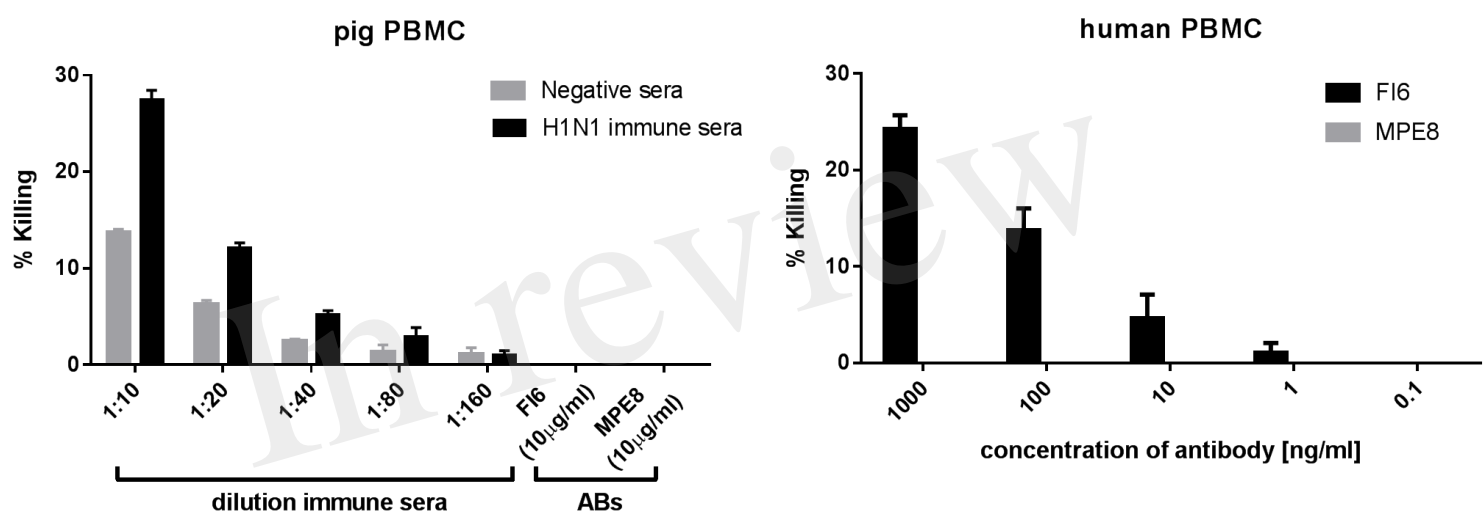 pig PBMC
30
20
10
0
% Killing
Negative sera
H1N1 immune sera
1:10
1:20
1:40
1:80
1:160
FI6
(10μg/ml)
MPE8
(10μg/ml)
dilution immune sera
ABs
human PBMC
30
20
10
0
% Killing
FI6
MPE8
1000
100
10
1
0.1
concentration of antibody [ng/ml]
In review